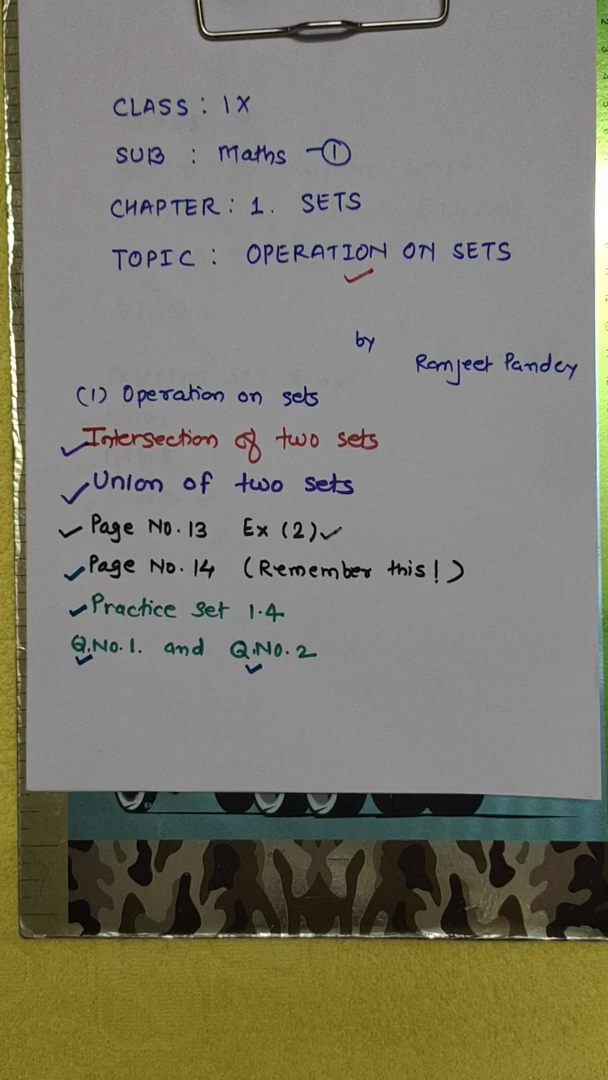 CLASS : IX
SUB : Maths - ①
CHAPTER : 1. SETS
TOPIC : OPERATION ON SETS
by
Ranjeet Pandey
(1) Operation on sets
Intersection of two sets
Union of two sets
Page No. 13 Ex (2)
Page No. 14 (Remember this!)
Practice set 1.4
Q.No.1. and Q.No.2